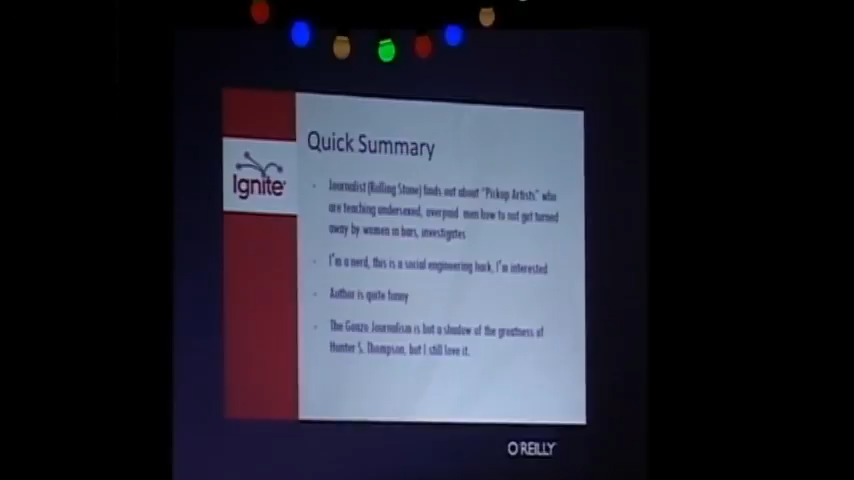 Quick Summary
Ignite
- Journalist (Rolling Stone) finds out about "Pickup Artists" who
are teaching undersexed, overpaid men how to not get turned
away by women in bars, investigates
- I'm a nerd, this is a social engineering hack, I'm interested
- Author is quite funny
- The Gonzo Journalism is but a shadow of the greatness of
Hunter S. Thompson, but I still love it.
O'REILLY